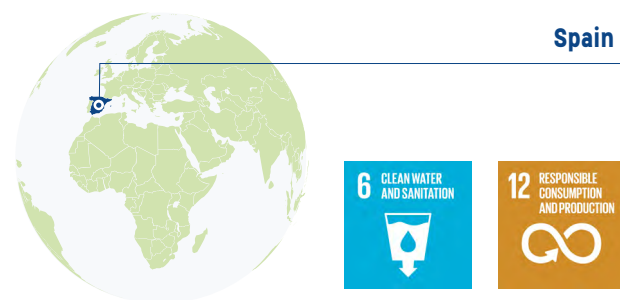 Spain
6 CLEAN WATER
AND SANITATION
12 RESPONSIBLE
CONSUMPTION
AND PRODUCTION